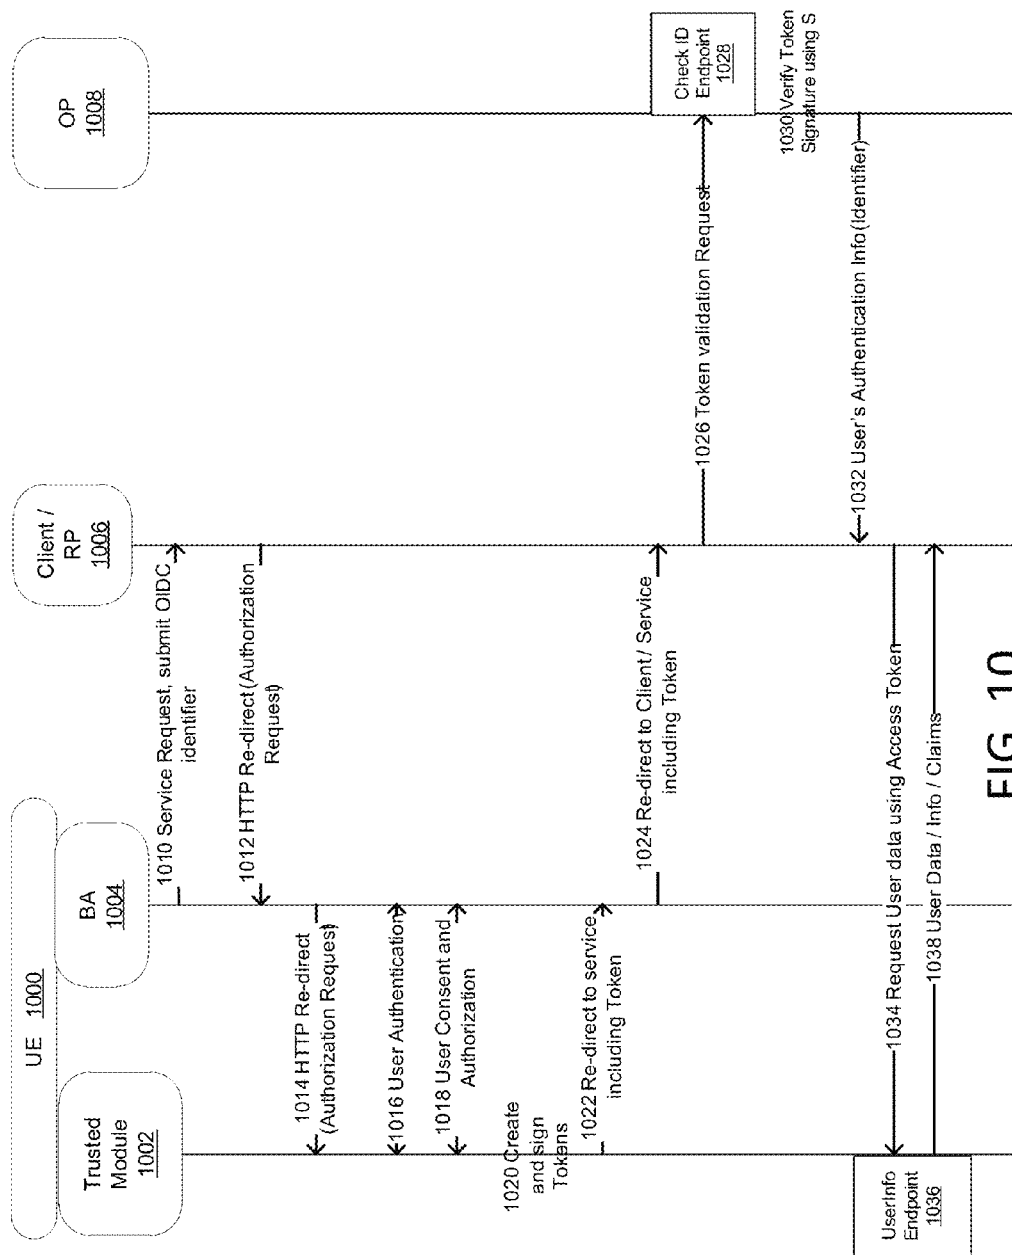 UE 1000
Trusted
Module
1002
BA
1004
Client /
RP
1006
OP
1008
1010 Service Request, submit OIDC
identifier
1012 HTTP Re-direct (Authorization
Request)
1014 HTTP Re-direct
(Authorization Request)
1016 User Authentication
1018 User Consent and
Authorization
1020 Create
and sign
Tokens
1022 Re-direct to service
including Token
1024 Re-direct to Client / Service
including Token
1026 Token validation Request
Check ID
Endpoint
1028
1030 Verify Token
Signature using S
1032 User's Authentication Info (Identifier)
1034 Request User data using Access Token
UserInfo
Endpoint
1036
1038 User Data / Info / Claims
FIG. 10